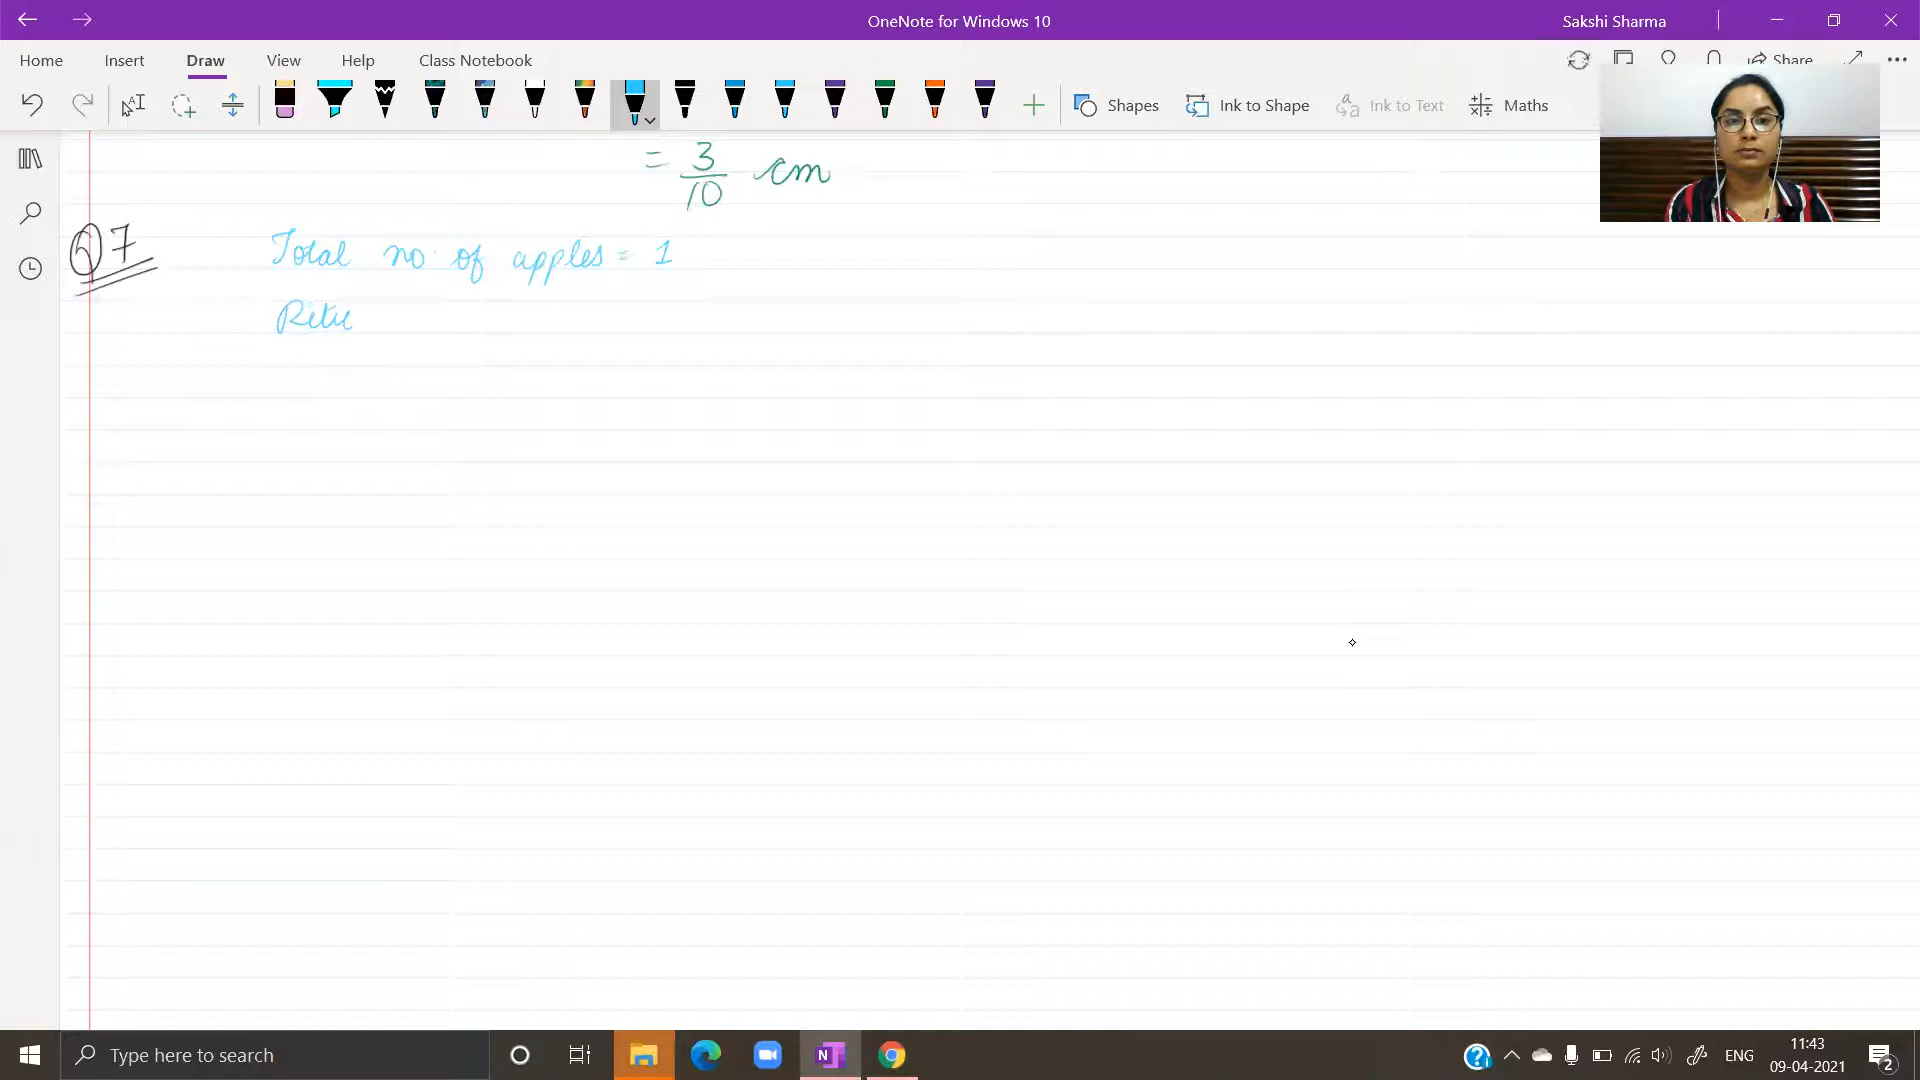 OneNote for Windows 10
Sakshi Sharma
Home Insert Draw View Help Class Notebook
Share
Shapes Ink to Shape Ink to Text Maths
= 3/10 cm
Q7
Total no. of apples = 1
Ritu
Type here to search
N
ENG
11:43
09-04-2021
2